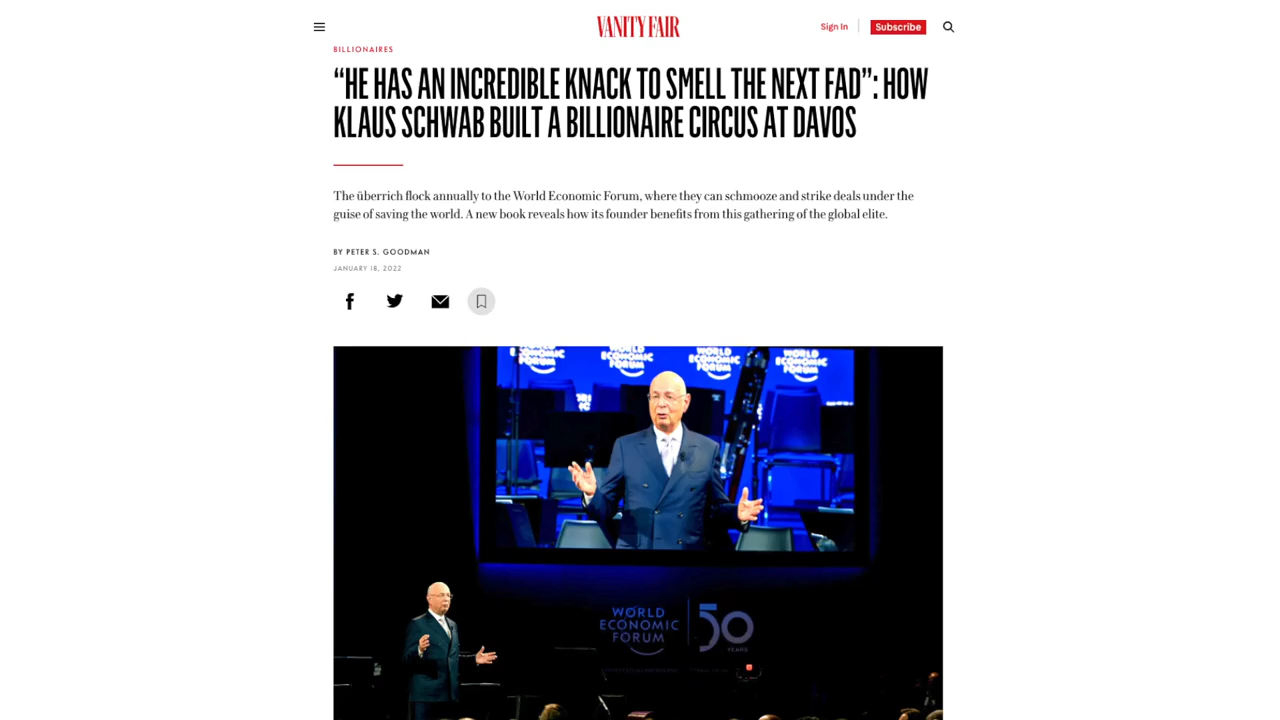 VANITY FAIR
Sign In
Subscribe
BILLIONAIRES
“HE HAS AN INCREDIBLE KNACK TO SMELL THE NEXT FAD”: HOW
KLAUS SCHWAB BUILT A BILLIONAIRE CIRCUS AT DAVOS
The überrich flock annually to the World Economic Forum, where they can schmooze and strike deals under the
guise of saving the world. A new book reveals how its founder benefits from this gathering of the global elite.
BY PETER S. GOODMAN
JANUARY 18, 2022
WORLD
ECONOMIC
FORUM
WORLD
ECONOMIC
FORUM
WORLD
ECONOMIC
FORUM
WORLD
ECONOMIC
FORUM
WORLD
ECONOMIC
FORUM
50
YEARS